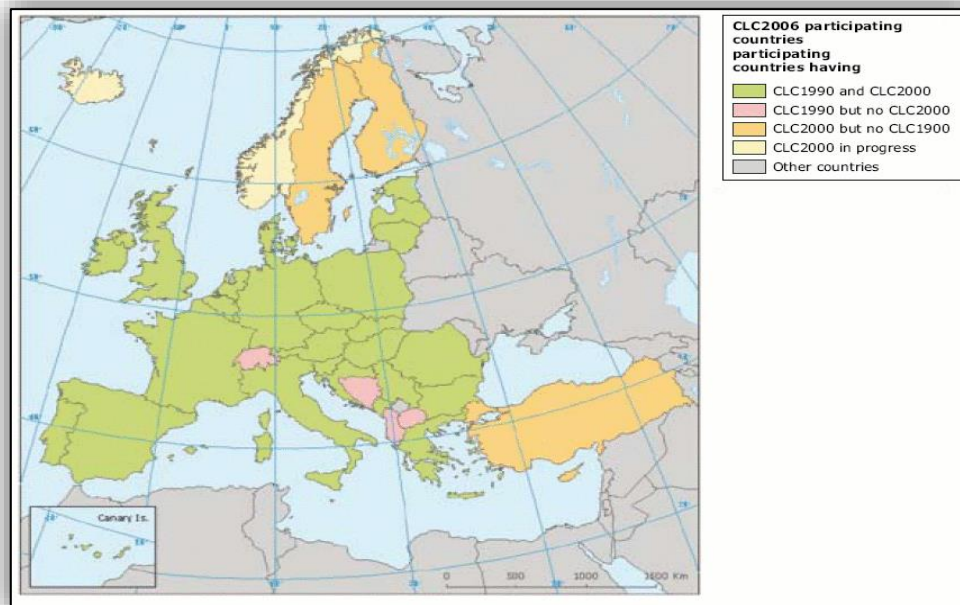 CLC2006 participating
countries
participating
countries having
CLC1990 and CLC2000
CLC1990 but no CLC2000
CLC2000 but no CLC1900
CLC2000 in progress
Other countries
Canary Is.
0 500 1000 1500 Km